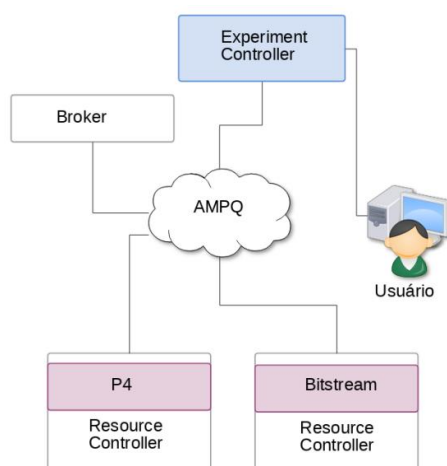 Experiment
Controller
Broker
AMPQ
Usuário
P4
Resource
Controller
Bitstream
Resource
Controller